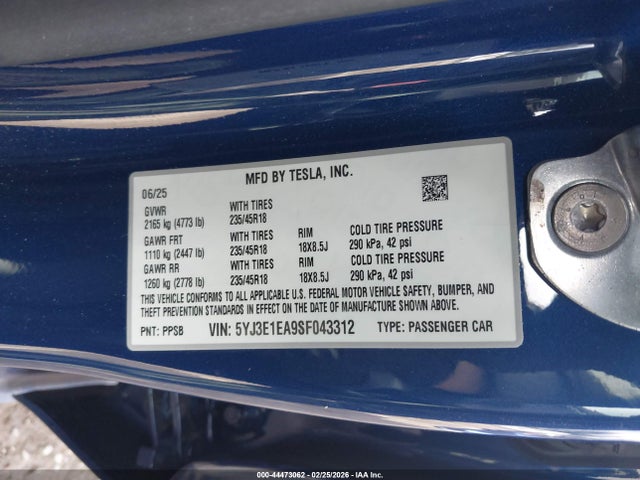 MFD BY TESLA, INC.
06/25
GVWR WITH TIRES
2165 kg (4773 lb) 235/45R18
GAWR FRT WITH TIRES RIM COLD TIRE PRESSURE
1110 kg (2447 lb) 235/45R18 18X8.5J 290 kPa, 42 psi
GAWR RR WITH TIRES RIM COLD TIRE PRESSURE
1260 kg (2778 lb) 235/45R18 18X8.5J 290 kPa, 42 psi
THIS VEHICLE CONFORMS TO ALL APPLICABLE U.S. FEDERAL MOTOR VEHICLE SAFETY, BUMPER, AND
THEFT PREVENTION STANDARDS IN EFFECT ON THE DATE OF MANUFACTURE SHOWN ABOVE.
PNT: PPSB VIN: 5YJ3E1EA9SF043312 TYPE: PASSENGER CAR
000-44473062 - 02/25/2026 - IAA Inc.